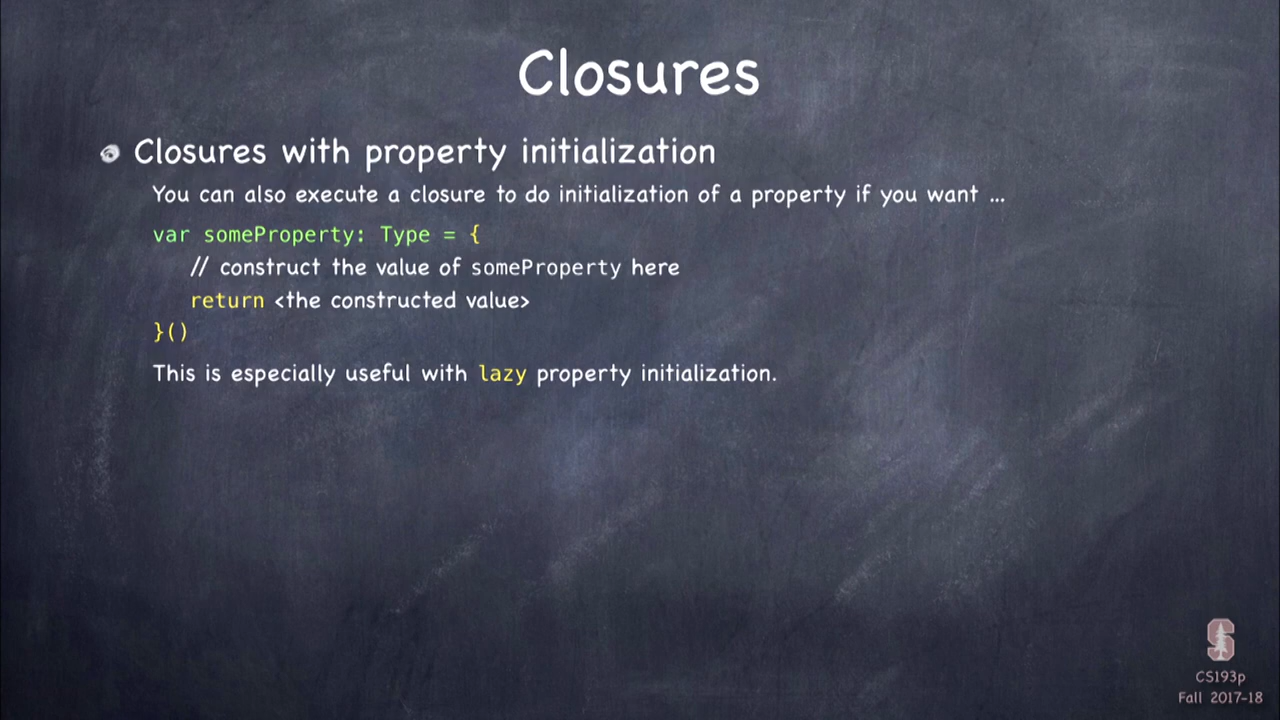 Closures
Closures with property initialization
You can also execute a closure to do initialization of a property if you want ...
var someProperty: Type = {
// construct the value of someProperty here
return <the constructed value>
}()
This is especially useful with lazy property initialization.
S
CS193p
Fall 2017-18